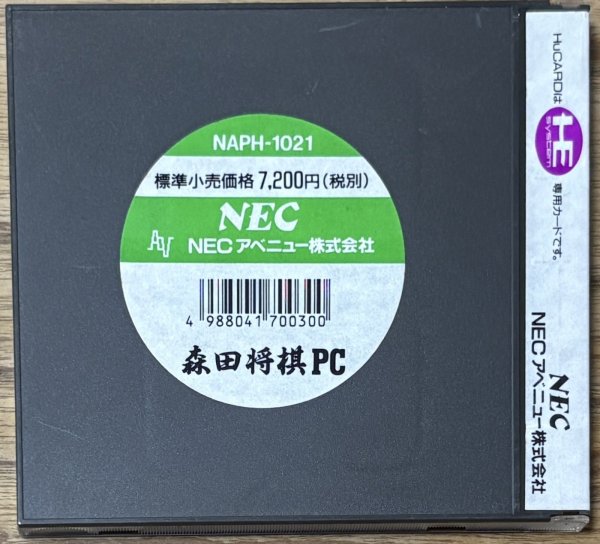 NAPH-1021
標準小売価格 7,200円(税別)
NEC
AV NECアベニュー株式会社
4 988041 700300
森田将棋PC
HuCARDは HE system 専用カードです。
NEC
NECアベニュー株式会社